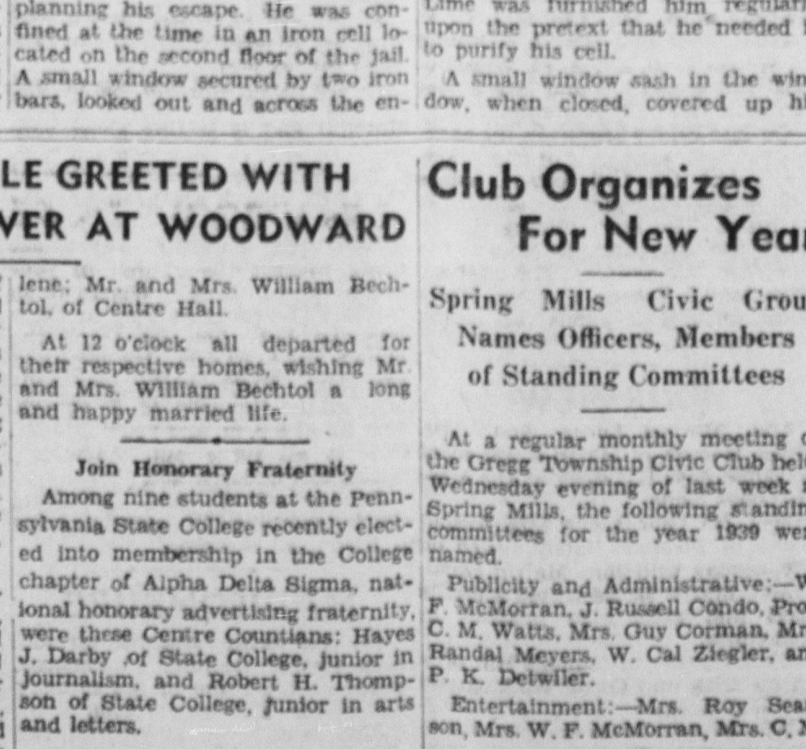 planning his escape. He was con-
fined at the time in an iron cell lo-
cated on the second floor of the jail.
A small window secured by two iron
bars, looked out and across the en-
LE GREETED WITH
VER AT WOODWARD
lene; Mr. and Mrs. William Bech-
tol, of Centre Hall.
At 12 o'clock all departed for
their respective homes, wishing Mr.
and Mrs. William Bechtol a long
and happy married life.
Join Honorary Fraternity
Among nine students at the Penn-
sylvania State College recently elect-
ed into membership in the College
chapter of Alpha Delta Sigma, nat-
ional honorary advertising fraternity,
were these Centre Countians: Hayes
J. Darby of State College, junior in
journalism, and Robert H. Thomp-
son of State College, junior in arts
and letters.
Lime was furnished him regular
upon the pretext that he needed
to purify his cell.
A small window sash in the win
dow, when closed, covered up hi
Club Organizes
For New Year
Spring Mills Civic Grou
Names Officers, Members
of Standing Committees
At a regular monthly meeting
the Gregg Township Civic Club hel
Wednesday evening of last week
Spring Mills, the following standin
committees for the year 1939 wer
named.
Publicity and Administrative:—W
F. McMorran, J. Russell Condo, Pro
C. M. Watts, Mrs. Guy Corman, Mr
Randal Meyers, W. Cal Ziegler, an
P. K. Detwiler.
Entertainment:—Mrs. Roy Sea
son, Mrs. W. F. McMorran, Mrs. C.